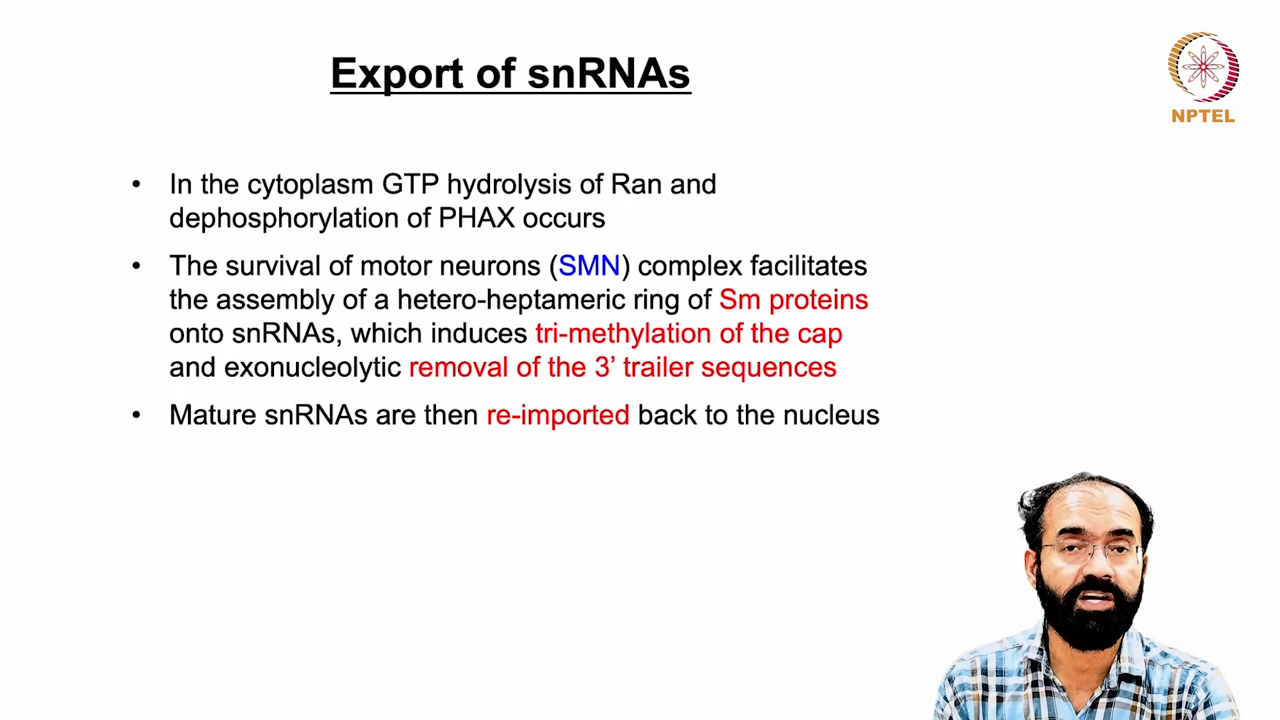 Export of snRNAs
NPTEL
• In the cytoplasm GTP hydrolysis of Ran and
dephosphorylation of PHAX occurs
• The survival of motor neurons (SMN) complex facilitates
the assembly of a hetero-heptameric ring of Sm proteins
onto snRNAs, which induces tri-methylation of the cap
and exonucleolytic removal of the 3’ trailer sequences
• Mature snRNAs are then re-imported back to the nucleus